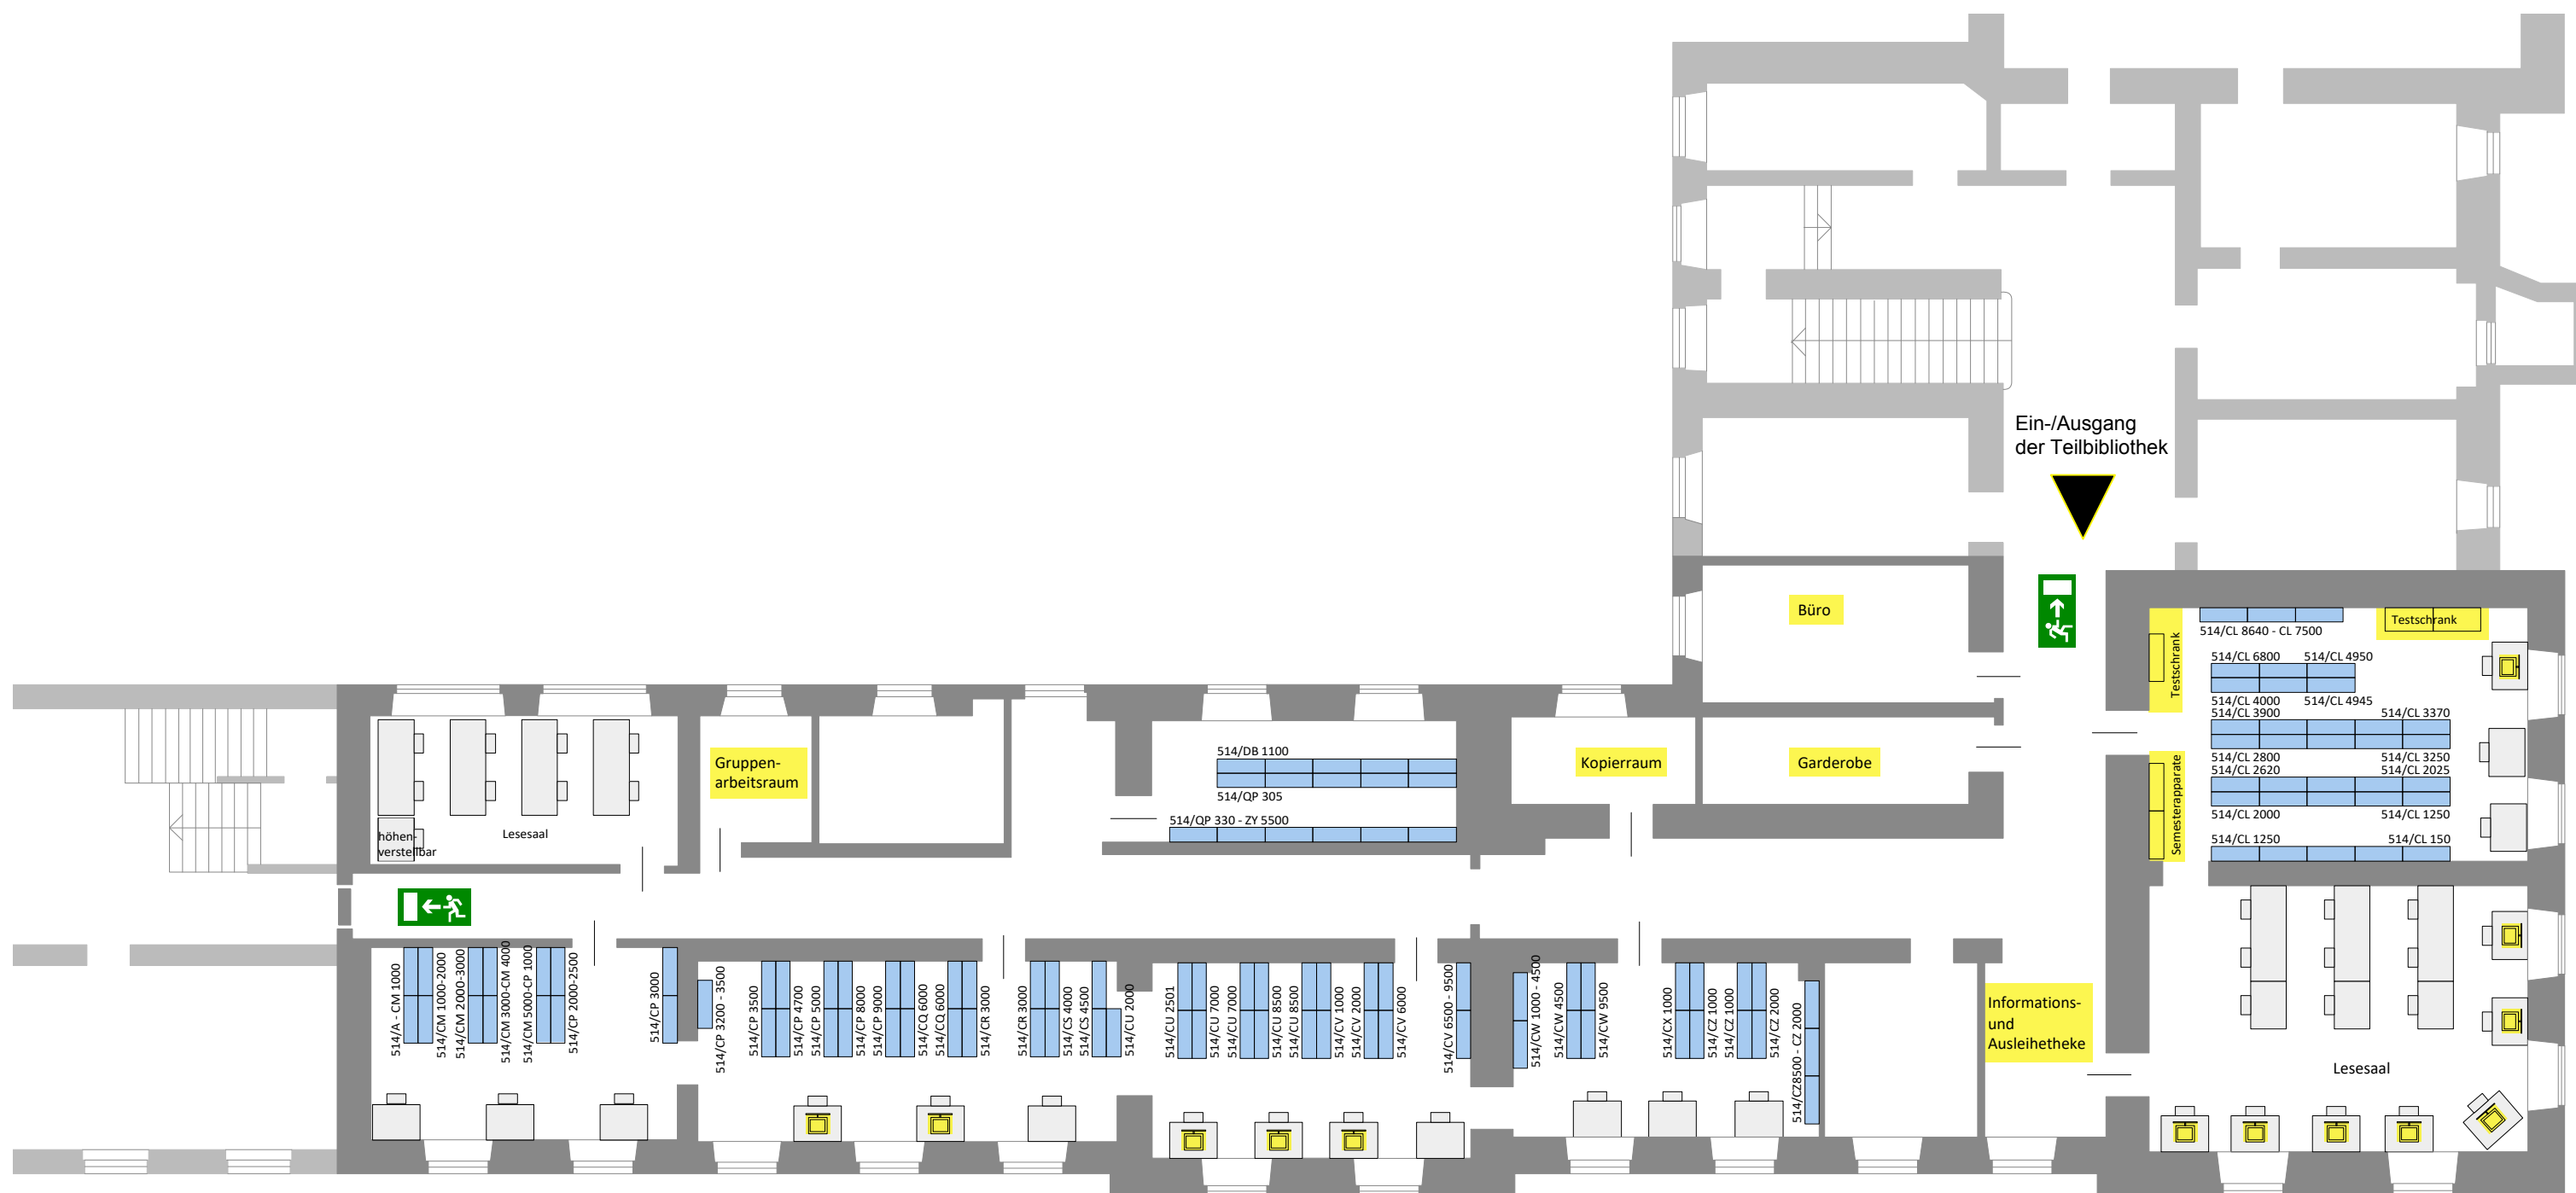 Ein-/Ausgang
der Teilbibliothek
Büro
Testschrank
Testschrank
514/CL 8640 - CL 7500
514/CL 6800
514/CL 4950
514/CL 4000
514/CL 4945
514/CL 3900
514/CL 3370
514/CL 2800
514/CL 3250
514/CL 2620
514/CL 2025
514/CL 2000
514/CL 1250
514/CL 1250
514/CL 150
Semesterapparate
Gruppen-
arbeitsraum
514/DB 1100
514/QP 305
514/QP 330 - ZY 5500
Kopierraum
Garderobe
höhen-
verstellbar
Lesesaal
514/A - CM 1000
514/CM 1000-2000
514/CM 2000-3000
514/CM 3000-CM 4000
514/CM 5000-CP 1000
514/CP 2000-2500
514/CP 3000
514/CP 3200 - 3500
514/CP 3500
514/CP 4700
514/CP 5000
514/CP 8000
514/CP 9000
514/CQ 6000
514/CQ 6000
514/CR 3000
514/CR 3000
514/CS 4000
514/CS 4500
514/CU 2000
514/CU 2501
514/CU 7000
514/CU 7000
514/CU 8500
514/CU 8500
514/CV 1000
514/CV 2000
514/CV 6000
514/CV 6500 - 9500
514/CW 1000 - 4500
514/CW 4500
514/CW 9500
514/CX 1000
514/CZ 1000
514/CZ 1000
514/CZ 2000
514/CZ8500 - CZ 2000
Informations-
und
Ausleihetheke
Lesesaal